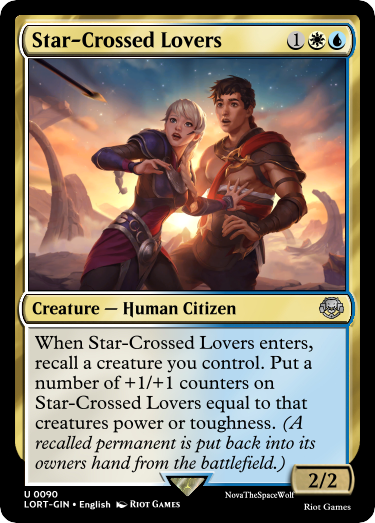 Star-Crossed Lovers 1
Creature — Human Citizen
When Star-Crossed Lovers enters,
recall a creature you control. Put a
number of +1/+1 counters on
Star-Crossed Lovers equal to that
creatures power or toughness. (A
recalled permanent is put back into its
owners hand from the battlefield.)
2/2
U 0090
LORT-GIN • English Riot Games
NovaTheSpaceWolf
Riot Games